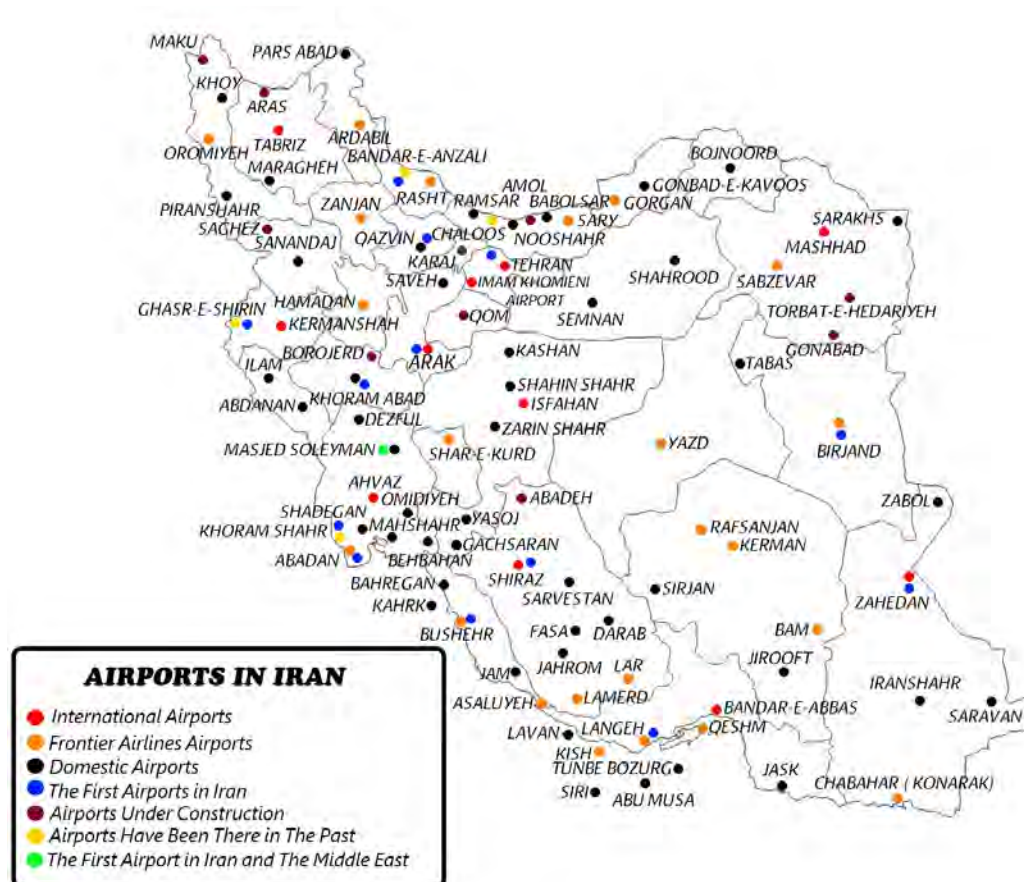 MAKU
PARS ABAD
KHOY
ARAS
TABRIZ
ARDABIL
OROMIYEH
MARAGHEH
BANDAR-E-ANZALI
RASHT
BOJNOORD
GONBAD-E-KAVOOS
PIRANSHAHR
ZANJAN
RAMSAR
AMOL
BABOLSAR
GORGAN
SARY
NOOSHAHR
SARAKHS
MASHHAD
SAGHEZ
SANANDAJ
QAZVIN
CHALOOS
KARAJ
TEHRAN
SAVEH
IMAM KHOMIENI
AIRPORT
SHAHROOD
SABZEVAR
SEMNAN
TORBAT-E-HEDARIYEH
GHASR-E-SHIRIN
HAMADAN
KERMANSHAH
QOM
GONABAD
BOROJERD
ARAK
KASHAN
TABAS
ILAM
KHORAM ABAD
SHAHIN SHAHR
ISFAHAN
ABDANAN
DEZFUL
ZARIN SHAHR
MASJED SOLEYMAN
SHAR-E-KURD
YAZD
BIRJAND
AHVAZ
OMIDIYEH
ABADEH
ZABOL
SHADEGAN
KHORAM SHAHR
MAHSHAHR
YASOJ
RAFSANJAN
KERMAN
ABADAN
BEHBAHAN
GACHSARAN
SHIRAZ
BAHREGAN
SARVESTAN
SIRJAN
ZAHEDAN
KAHRK
BUSHEHR
FASA
DARAB
BAM
JAHROM
JIROOFT
JAM
LAR
LAMERD
IRANSHAHR
SARAVAN
ASALUYEH
BANDAR-E-ABBAS
LAVAN
LANGEH
QESHM
KISH
TUNBE BOZURG
SIRI
ABU MUSA
JASK
CHABAHAR ( KONARAK)
AIRPORTS IN IRAN
International Airports
Frontier Airlines Airports
Domestic Airports
The First Airports in Iran
Airports Under Construction
Airports Have Been There in The Past
The First Airport in Iran and The Middle East